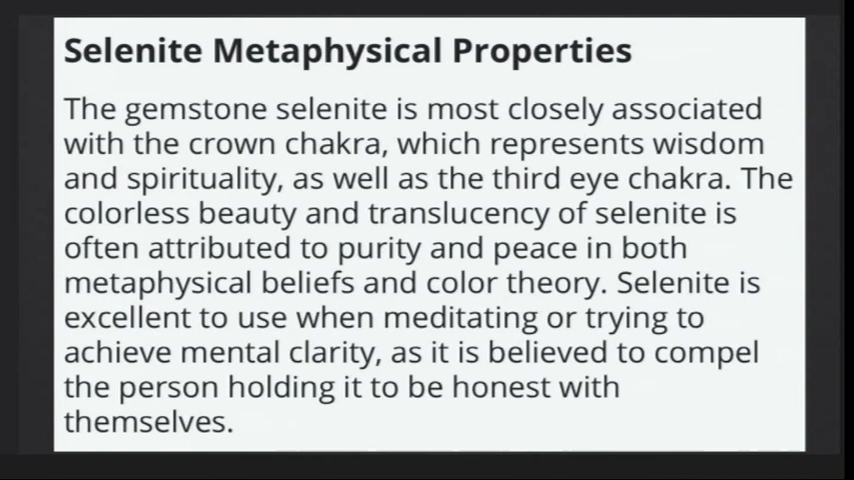 Selenite Metaphysical Properties
The gemstone selenite is most closely associated
with the crown chakra, which represents wisdom
and spirituality, as well as the third eye chakra. The
colorless beauty and translucency of selenite is
often attributed to purity and peace in both
metaphysical beliefs and color theory. Selenite is
excellent to use when meditating or trying to
achieve mental clarity, as it is believed to compel
the person holding it to be honest with
themselves.